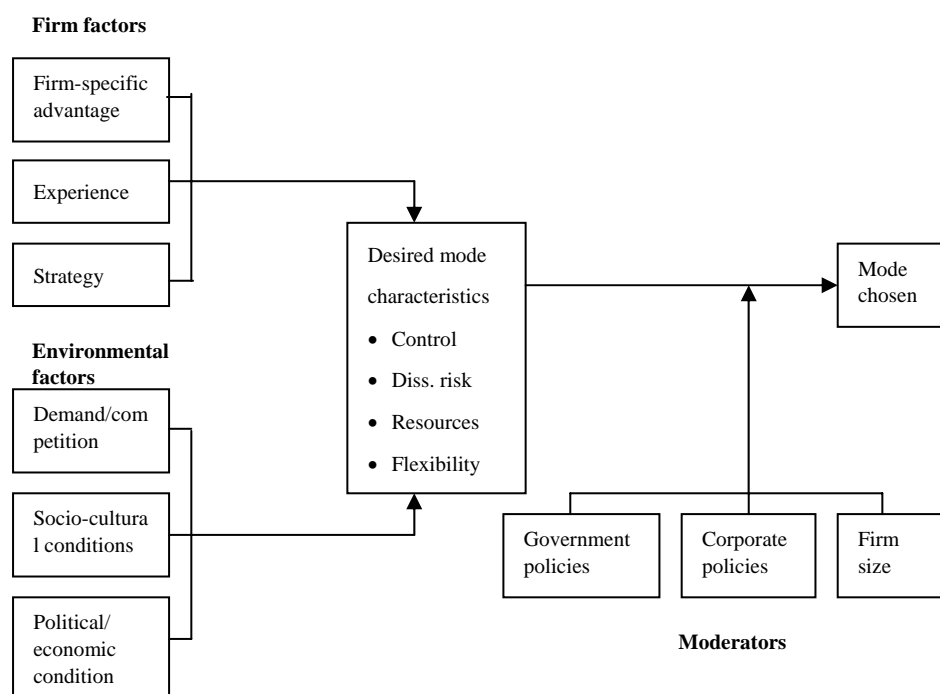 Firm factors
Firm-specific
advantage
Experience
Strategy
Environmental
factors
Demand/com
petition
Socio-cultura
l conditions
Political/
economic
condition
Desired mode
characteristics
• Control
• Diss. risk
• Resources
• Flexibility
Mode
chosen
Government
policies
Corporate
policies
Firm
size
Moderators